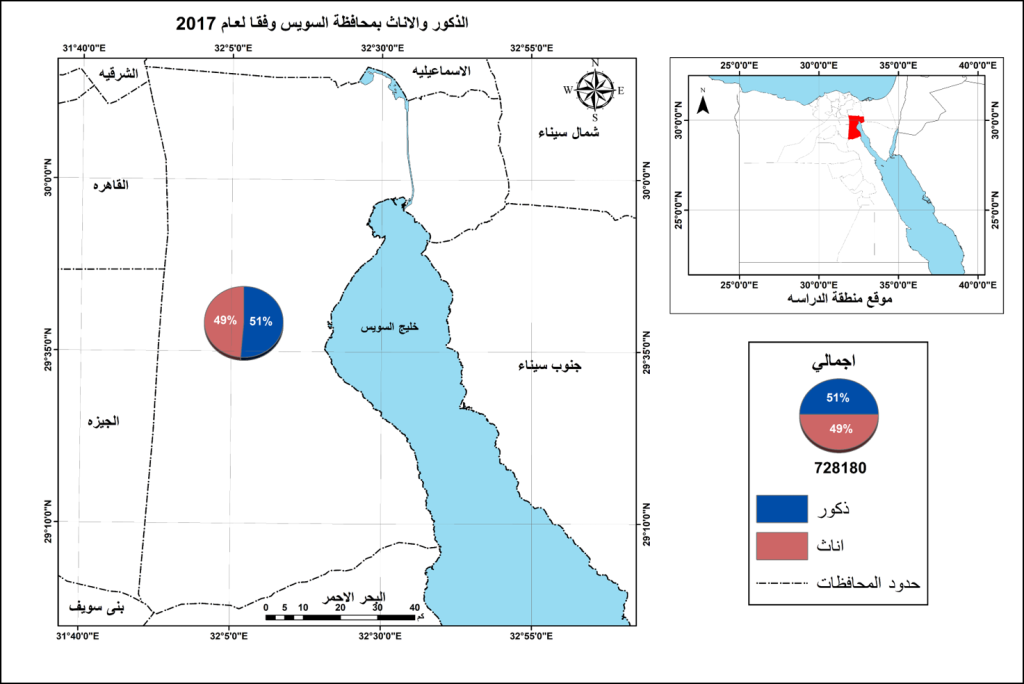 الذكور والاناث بمحافظة السويس وفقا لعام 2017
31°40'0"E 32°5'0"E 32°30'0"E 32°55'0"E
الشرقيه
الاسماعيليه
N
W E
S
شمال سيناء
30°0'0"N
30°0'0"N
القاهره
49% 51%
خليج السويس
29°35'0"N
29°35'0"N
جنوب سيناء
الجيزه
29°10'0"N
29°10'0"N
البحر الاحمر
بنى سويف
0 5 10 20 30 40
كم
31°40'0"E 32°5'0"E 32°30'0"E 32°55'0"E
25°0'0"E 30°0'0"E 35°0'0"E 40°0'0"E
N
30°0'0"N
30°0'0"N
25°0'0"N
25°0'0"N
25°0'0"E 30°0'0"E 35°0'0"E 40°0'0"E
موقع منطقة الدراسه
اجمالي
51%
49%
728180
ذكور
اناث
حدود المحافظات